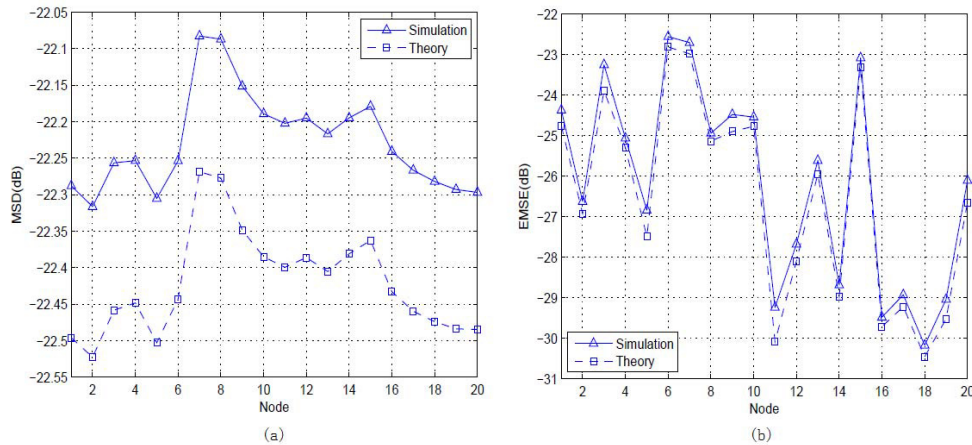 -22.05
-22.1
-22.15
-22.2
-22.25
-22.3
-22.35
-22.4
-22.45
-22.5
-22.55
MSD(dB)
Simulation
Theory
2 4 6 8 10 12 14 16 18 20
Node
(a)
-22
-23
-24
-25
-26
-27
-28
-29
-30
-31
EMSE(dB)
Simulation
Theory
2 4 6 8 10 12 14 16 18 20
Node
(b)